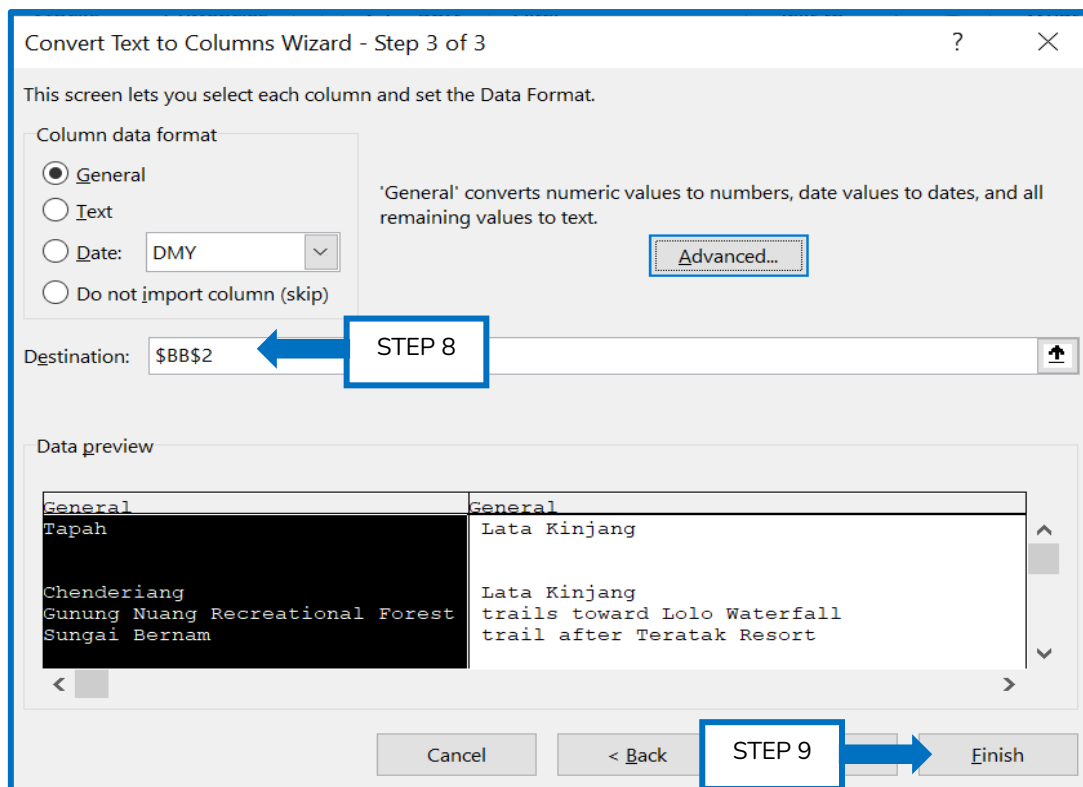 Convert Text to Columns Wizard - Step 3 of 3
?
This screen lets you select each column and set the Data Format.
Column data format
General
Text
Date: DMY
Do not import column (skip)
'General' converts numeric values to numbers, date values to dates, and all
remaining values to text.
Advanced...
Destination: $BB$2
STEP 8
Data preview
General General
Tapah Lata Kinjang
Chenderiang Lata Kinjang
Gunung Nuang Recreational Forest trails toward Lolo Waterfall
Sungai Bernam trail after Teratak Resort
Cancel < Back STEP 9 Finish